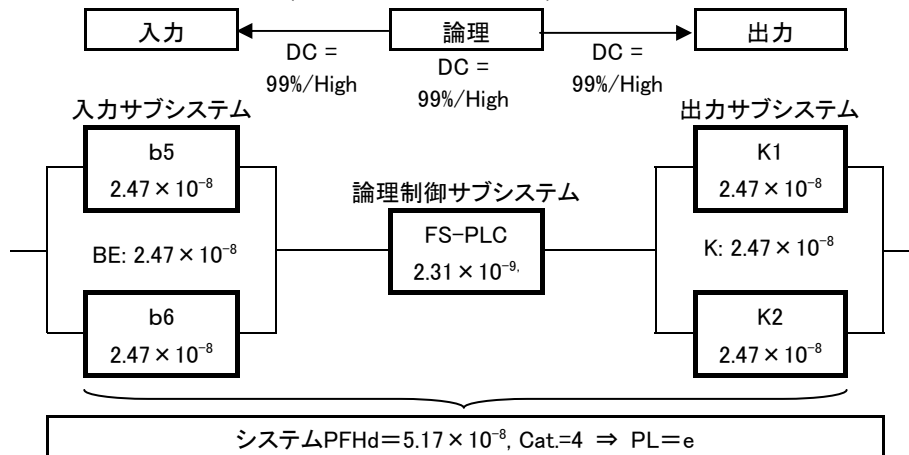 入力
論理
出力
DC =
99%/High
DC =
99%/High
DC =
99%/High
入力サブシステム
出力サブシステム
b5
2.47×10⁻⁸
K1
2.47×10⁻⁸
論理制御サブシステム
BE: 2.47×10⁻⁸
FS-PLC
2.31×10⁻⁹,
K: 2.47×10⁻⁸
b6
2.47×10⁻⁸
K2
2.47×10⁻⁸
システムPFHd=5.17×10⁻⁸, Cat.=4 ⇒ PL=e